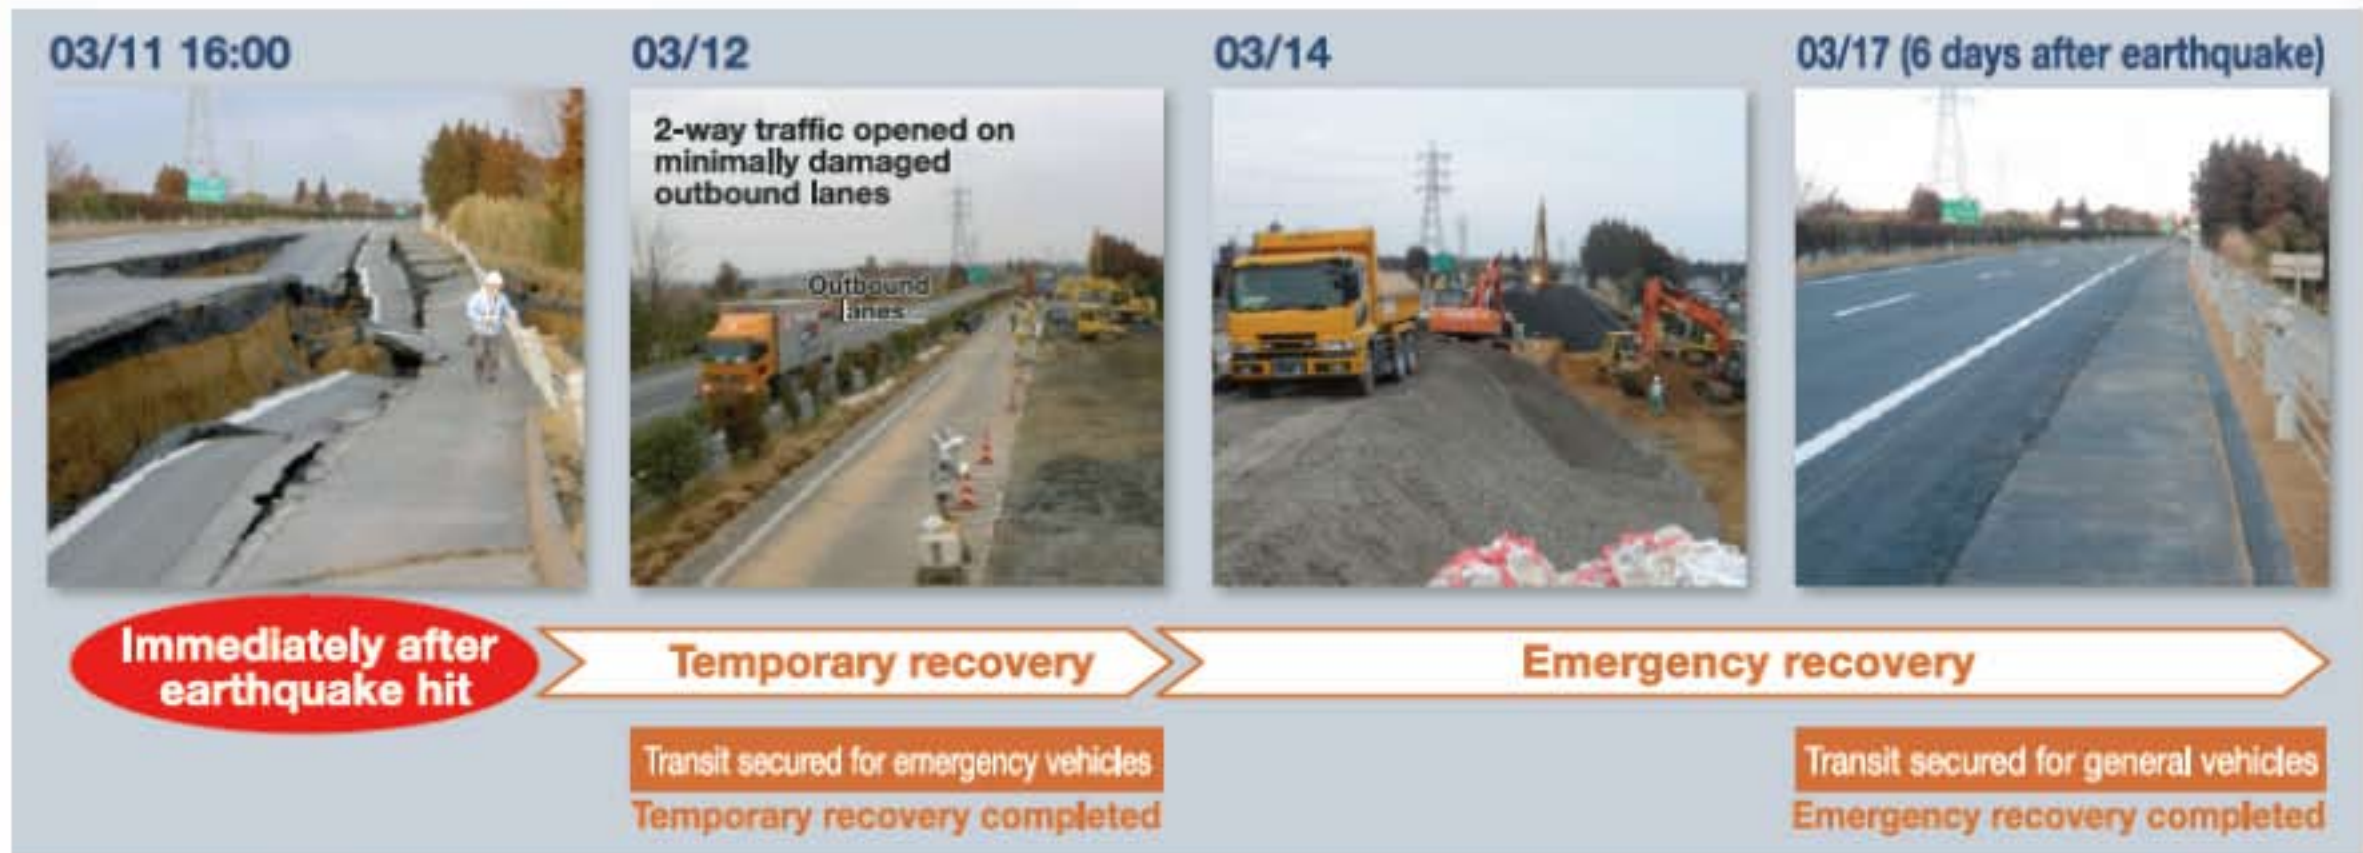 03/11 16:00
03/12
03/14
03/17 (6 days after earthquake)
2-way traffic opened on
minimally damaged
outbound lanes
Outbound
lanes
Immediately after
earthquake hit
Temporary recovery
Emergency recovery
Transit secured for emergency vehicles
Temporary recovery completed
Transit secured for general vehicles
Emergency recovery completed